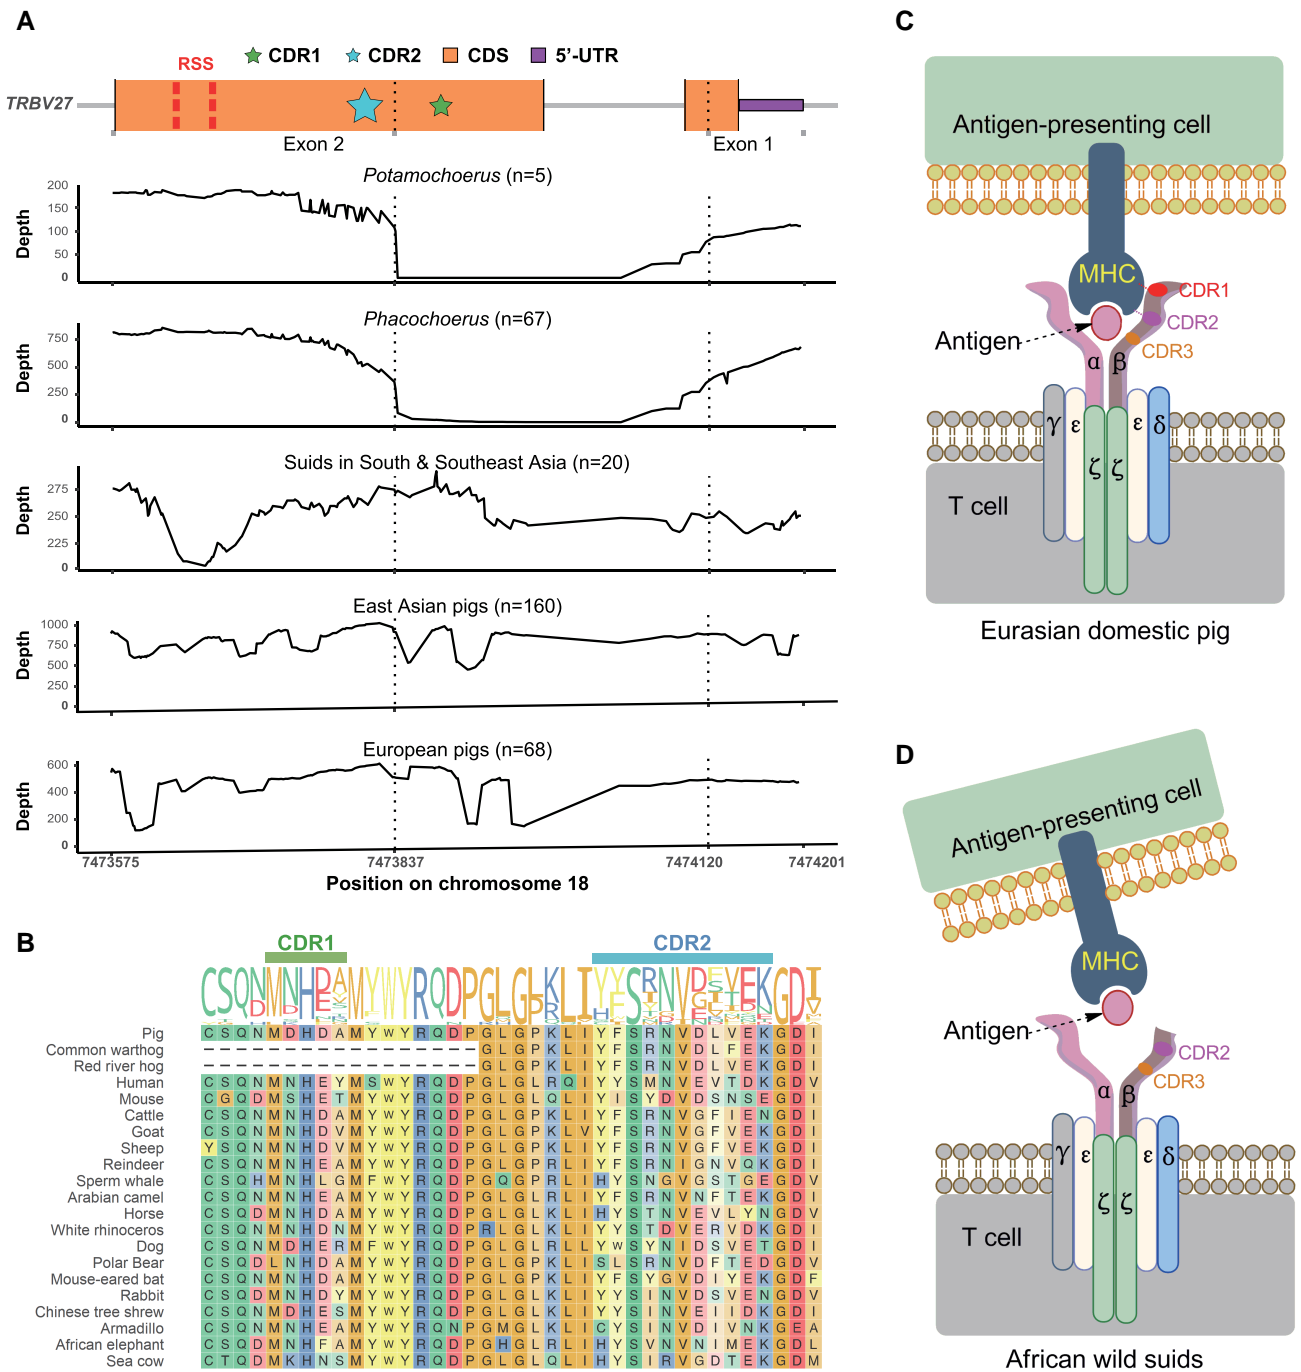 A
RSS CDR1 CDR2 CDS 5'-UTR
TRBV27
Exon 2 Exon 1
Potamochoerus (n=5)
Depth
200
150
100
50
0
Phacochoerus (n=67)
Depth
750
500
250
0
Suids in South & Southeast Asia (n=20)
Depth
275
250
225
0
East Asian pigs (n=160)
Depth
1000
750
500
250
0
European pigs (n=68)
Depth
600
400
200
0
7473575 7473837 7474120 7474201
Position on chromosome 18
B
CDR1 CDR2
Pig C S Q N M D H D A M Y W Y R Q D P G L G P K L I Y F S R N V D L V E K G D I
Common warthog - - - - - - - - - - - - - - - - - G L G P K L I Y F S R N V D L F E K G D I
Red river hog - - - - - - - - - - - - - - - - - G L G P K L I Y F S R N V D L V E K G D I
Human C S Q N M N H E Y M S W Y R Q D P G L G L R Q I Y Y S M N V E V T D K G D V
Mouse C G Q D M S H E T M Y W Y R Q D P G L G L Q L I Y I S Y D V D S N S E G D I
Cattle C S Q N M N H D A M Y W Y R Q D P G L G P K L I Y F S R N V G F I E N G D I
Goat C S Q N M N H D V M Y W Y R Q D P G L G P K L V Y F S R N V G F V E K G D I
Sheep Y S Q N M N H D V M Y W Y R Q D P G L G P K L I Y F S R N V G F V E K G D I
Reindeer C S Q N M N H E A M Y W Y R Q D P G L G P R L I Y F S R N I G N V Q K G D I
Sperm whale C S Q H M N H L G M F W Y R Q D P G Q G P R L I H Y S N G V G S T G E G D V
Arabian camel C S Q N M N H E A M Y W Y R Q D P G L G L R L I Y F S R N V N F T E K G D I
Horse C S Q D M N H D A M Y W Y R Q D P G L G L K L I H Y S T N V E V L Y N G D V
White rhinoceros C S Q N M N H D N M Y W Y R Q D P R L G L K L I Y Y S T D V E R V D K G D I
Dog C S Q N M D H E R M F W Y R Q D P G L G L R L L Y W S Y N I D S V E T G D I
Polar Bear C S Q D L N H D A M Y W Y R Q D P G L G P K L I S L S R N V D F T E D G D V
Mouse-eared bat C S Q N M N H D A M Y W Y R Q D P G L G P K L I Y F S Y G V D I Y E K G D F
Rabbit C S Q N M N H D Y M Y W Y R Q D P G L G L K L I Y Y S I N V D S V E N G D V
Chinese tree shrew C S Q N M D H E S M Y W Y R Q D P G L G L K L I Y Y S I N V E I I D K G D I
Armadillo C S Q N M N H E A M Y W Y R Q N P G M G L K L I C Y S I N V D I V N K G E A
African elephant C S Q D M N H F A M Y W Y R Q D P G H G L R L I H Y S V N V N I M E K G D L
Sea cow C T Q D M K H N S M Y W Y R Q D P G L G L Q L I H Y S I R V G D T E K G D M
C
Antigen-presenting cell
MHC
CDR1
CDR2
Antigen
CDR3
α β
γ ε ε δ
ζ ζ
T cell
Eurasian domestic pig
D
Antigen-presenting cell
MHC
Antigen
CDR2
CDR3
α β
γ ε ε δ
ζ ζ
T cell
African wild suids